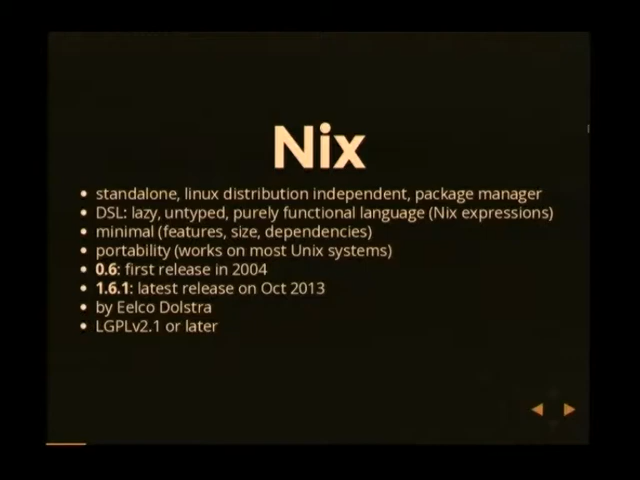 Nix
standalone, linux distribution independent, package manager
DSL: lazy, untyped, purely functional language (Nix expressions)
minimal (features, size, dependencies)
portability (works on most Unix systems)
0.6: first release in 2004
1.6.1: latest release on Oct 2013
by Eelco Dolstra
LGPLv2.1 or later